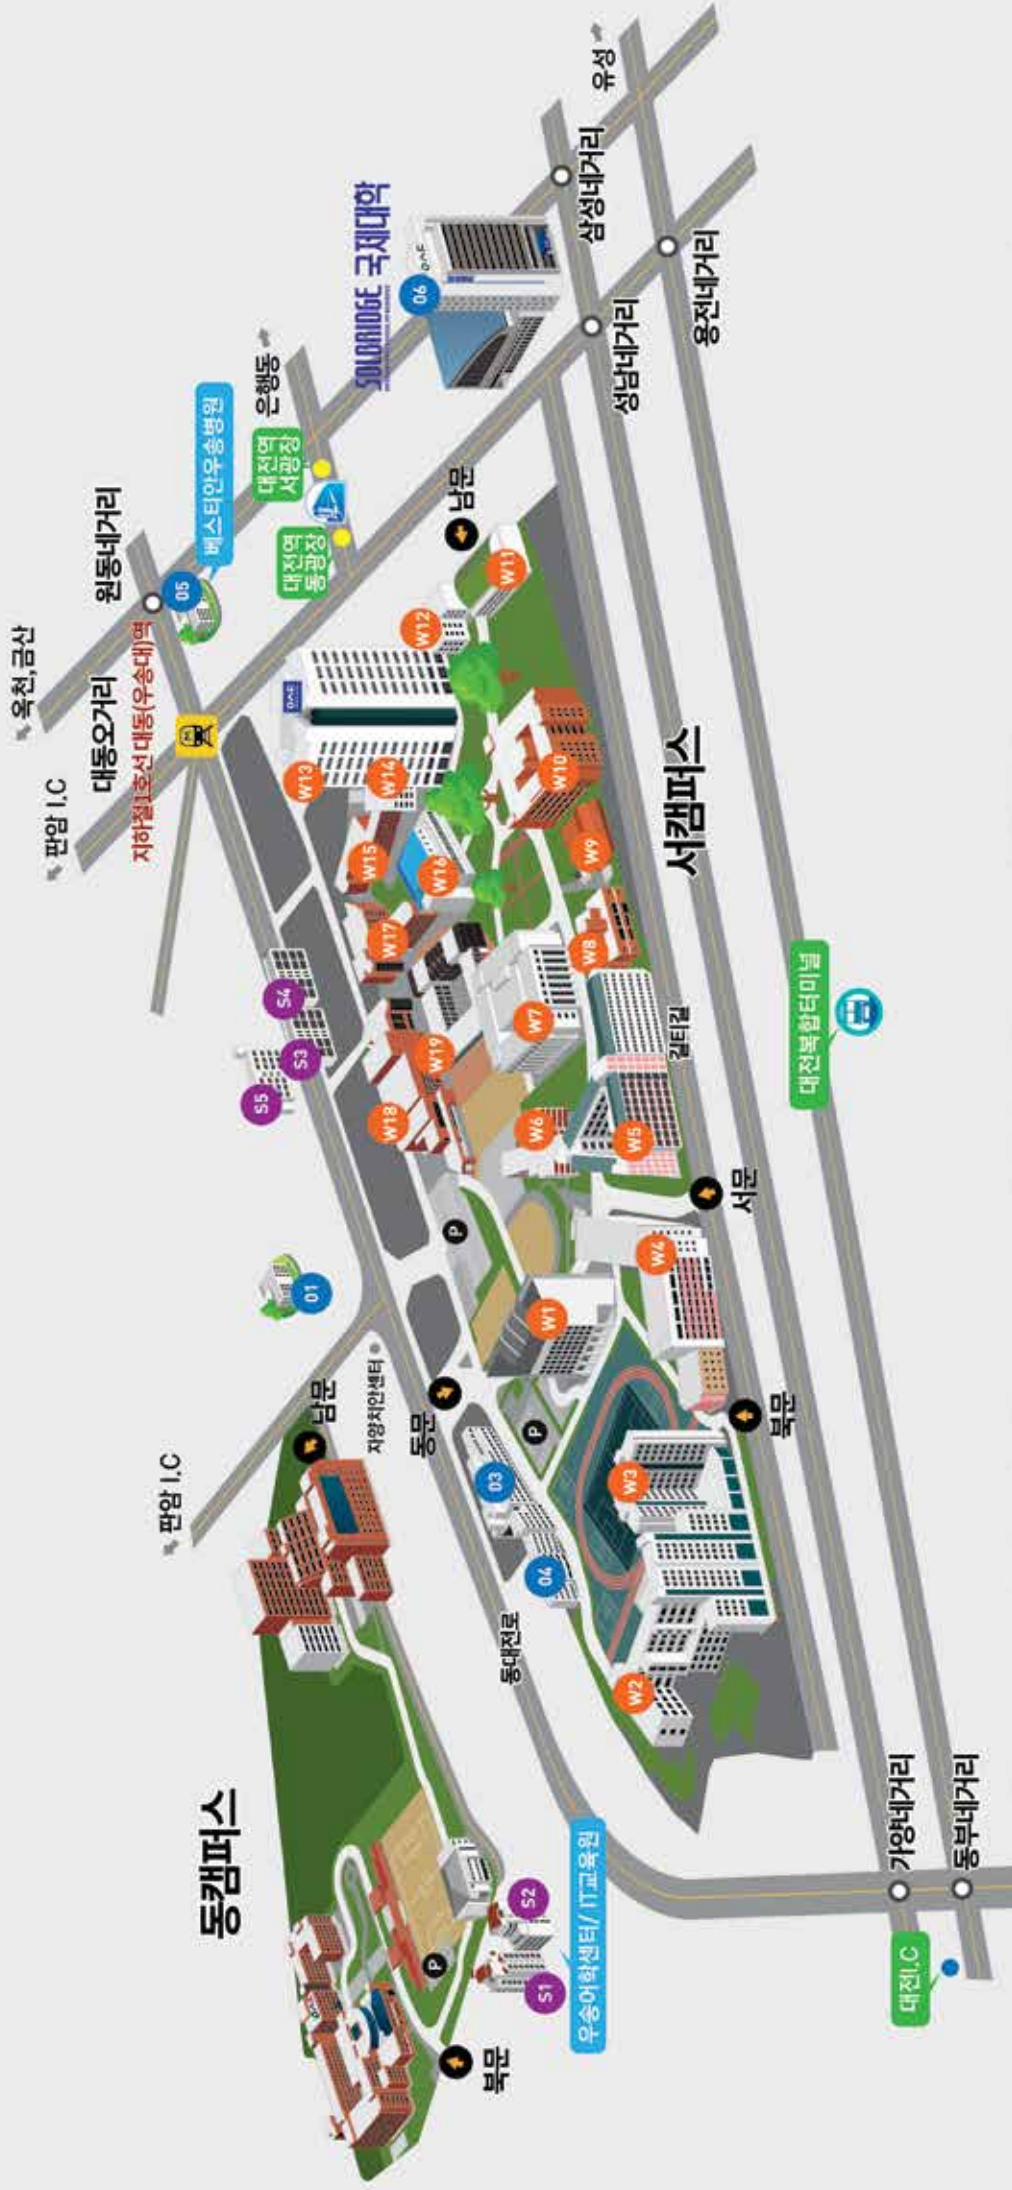 동캠퍼스
북문
S1
S2
P
우송어학센터/ IT교육원
남문
판암 I.C
자양치안센터
01
동문
동대전로
03
04
S5
S3
S4
대전I.C
가양네거리
동부네거리
서캠퍼스
W2
W3
W1
W4
P
P
북문
서문
W5
W6
W7
W8
W9
W10
W11
W12
W13
W14
W15
W16
W17
W18
W19
남문
대전복합터미널
판암 I.C
옥천,금산
대동오거리
지하철1호선 대동(우송대)역
원동네거리
05
베스티안우송병원
대전역
동광장
대전역
서광장
은행동
SOLBRIDGE 국제대학
06
성남네거리
삼성네거리
용전네거리
유성